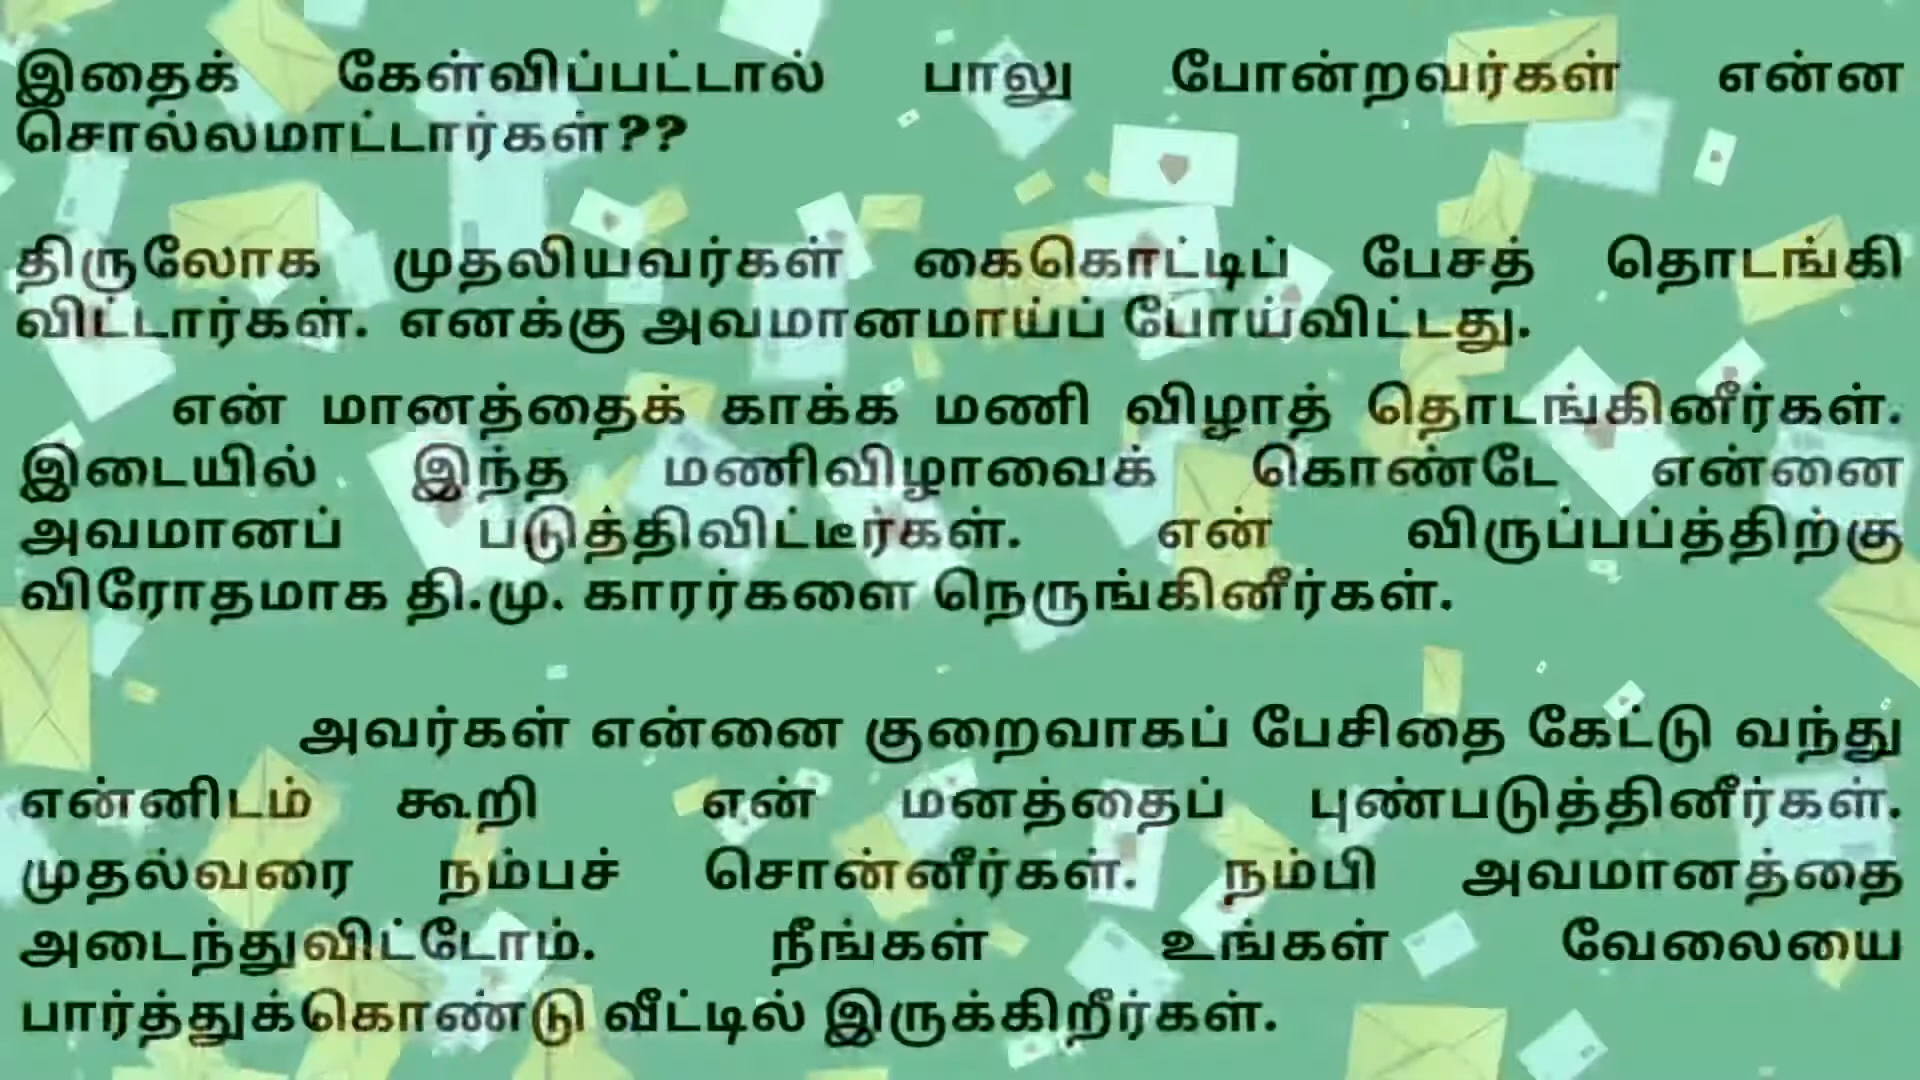 இதைக் கேள்விப்பட்டால் பாலு போன்றவர்கள் என்ன
சொல்லமாட்டார்கள்??
திருலோக முதலியவர்கள் கைகொட்டிப் பேசத் தொடங்கி
விட்டார்கள். எனக்கு அவமானமாய்ப் போய்விட்டது.
என் மானத்தைக் காக்க மணி விழாத் தொடங்கினீர்கள்.
இடையில் இந்த மணிவிழாவைக் கொண்டே என்னை
அவமானப் படுத்திவிட்டீர்கள். என் விருப்பப்த்திற்கு
விரோதமாக தி.மு. காரர்களை நெருங்கினீர்கள்.
அவர்கள் என்னை குறைவாகப் பேசிதை கேட்டு வந்து
என்னிடம் கூறி என் மனத்தைப் புண்படுத்தினீர்கள்.
முதல்வரை நம்பச் சொன்னீர்கள். நம்பி அவமானத்தை
அடைந்துவிட்டோம். நீங்கள் உங்கள் வேலையை
பார்த்துக்கொண்டு வீட்டில் இருக்கிறீர்கள்.